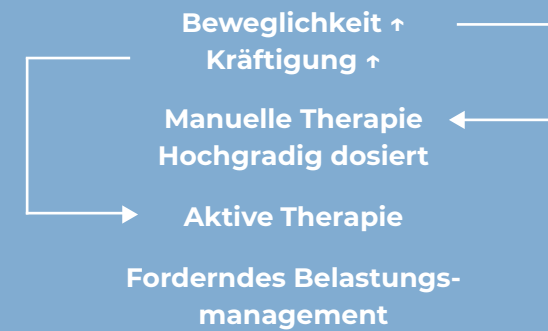 Beweglichkeit ↑
Kräftigung ↑
Manuelle Therapie
Hochgradig dosiert
Aktive Therapie
Forderndes Belastungs-
management